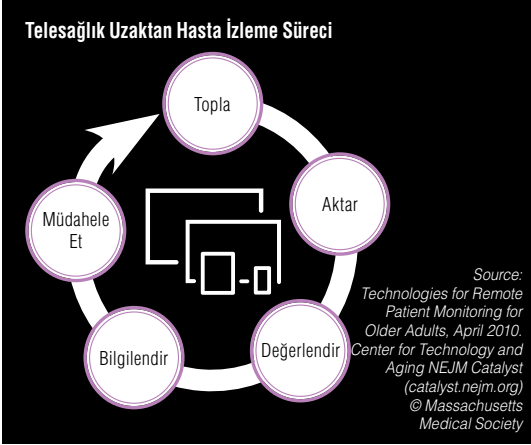 Telesağlık Uzaktan Hasta İzleme Süreci
Topla
Aktar
Değerlendir
Bilgilendir
Müdahele
Et
Source:
Technologies for Remote
Patient Monitoring for
Older Adults, April 2010.
Center for Technology and
Aging NEJM Catalyst
(catalyst.nejm.org)
© Massachusetts
Medical Society